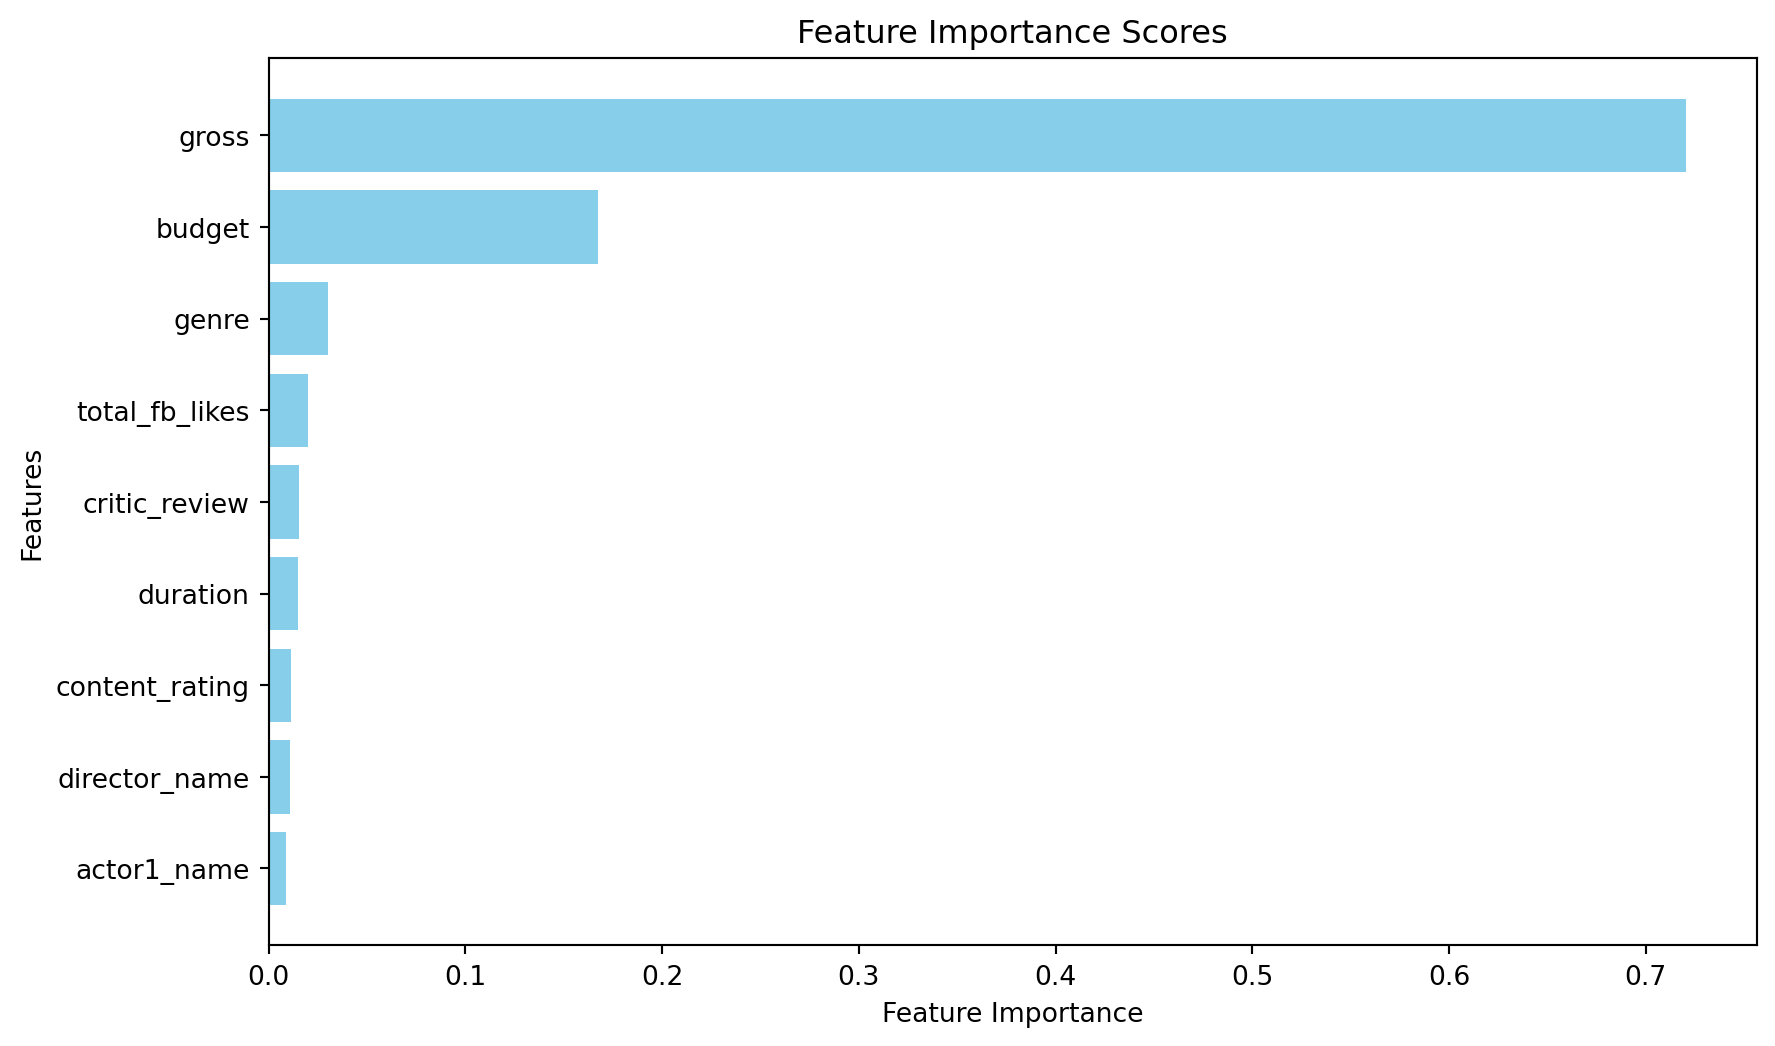 Feature Importance Scores
gross
budget
genre
total_fb_likes
critic_review
duration
content_rating
director_name
actor1_name
Features
0.0 0.1 0.2 0.3 0.4 0.5 0.6 0.7
Feature Importance